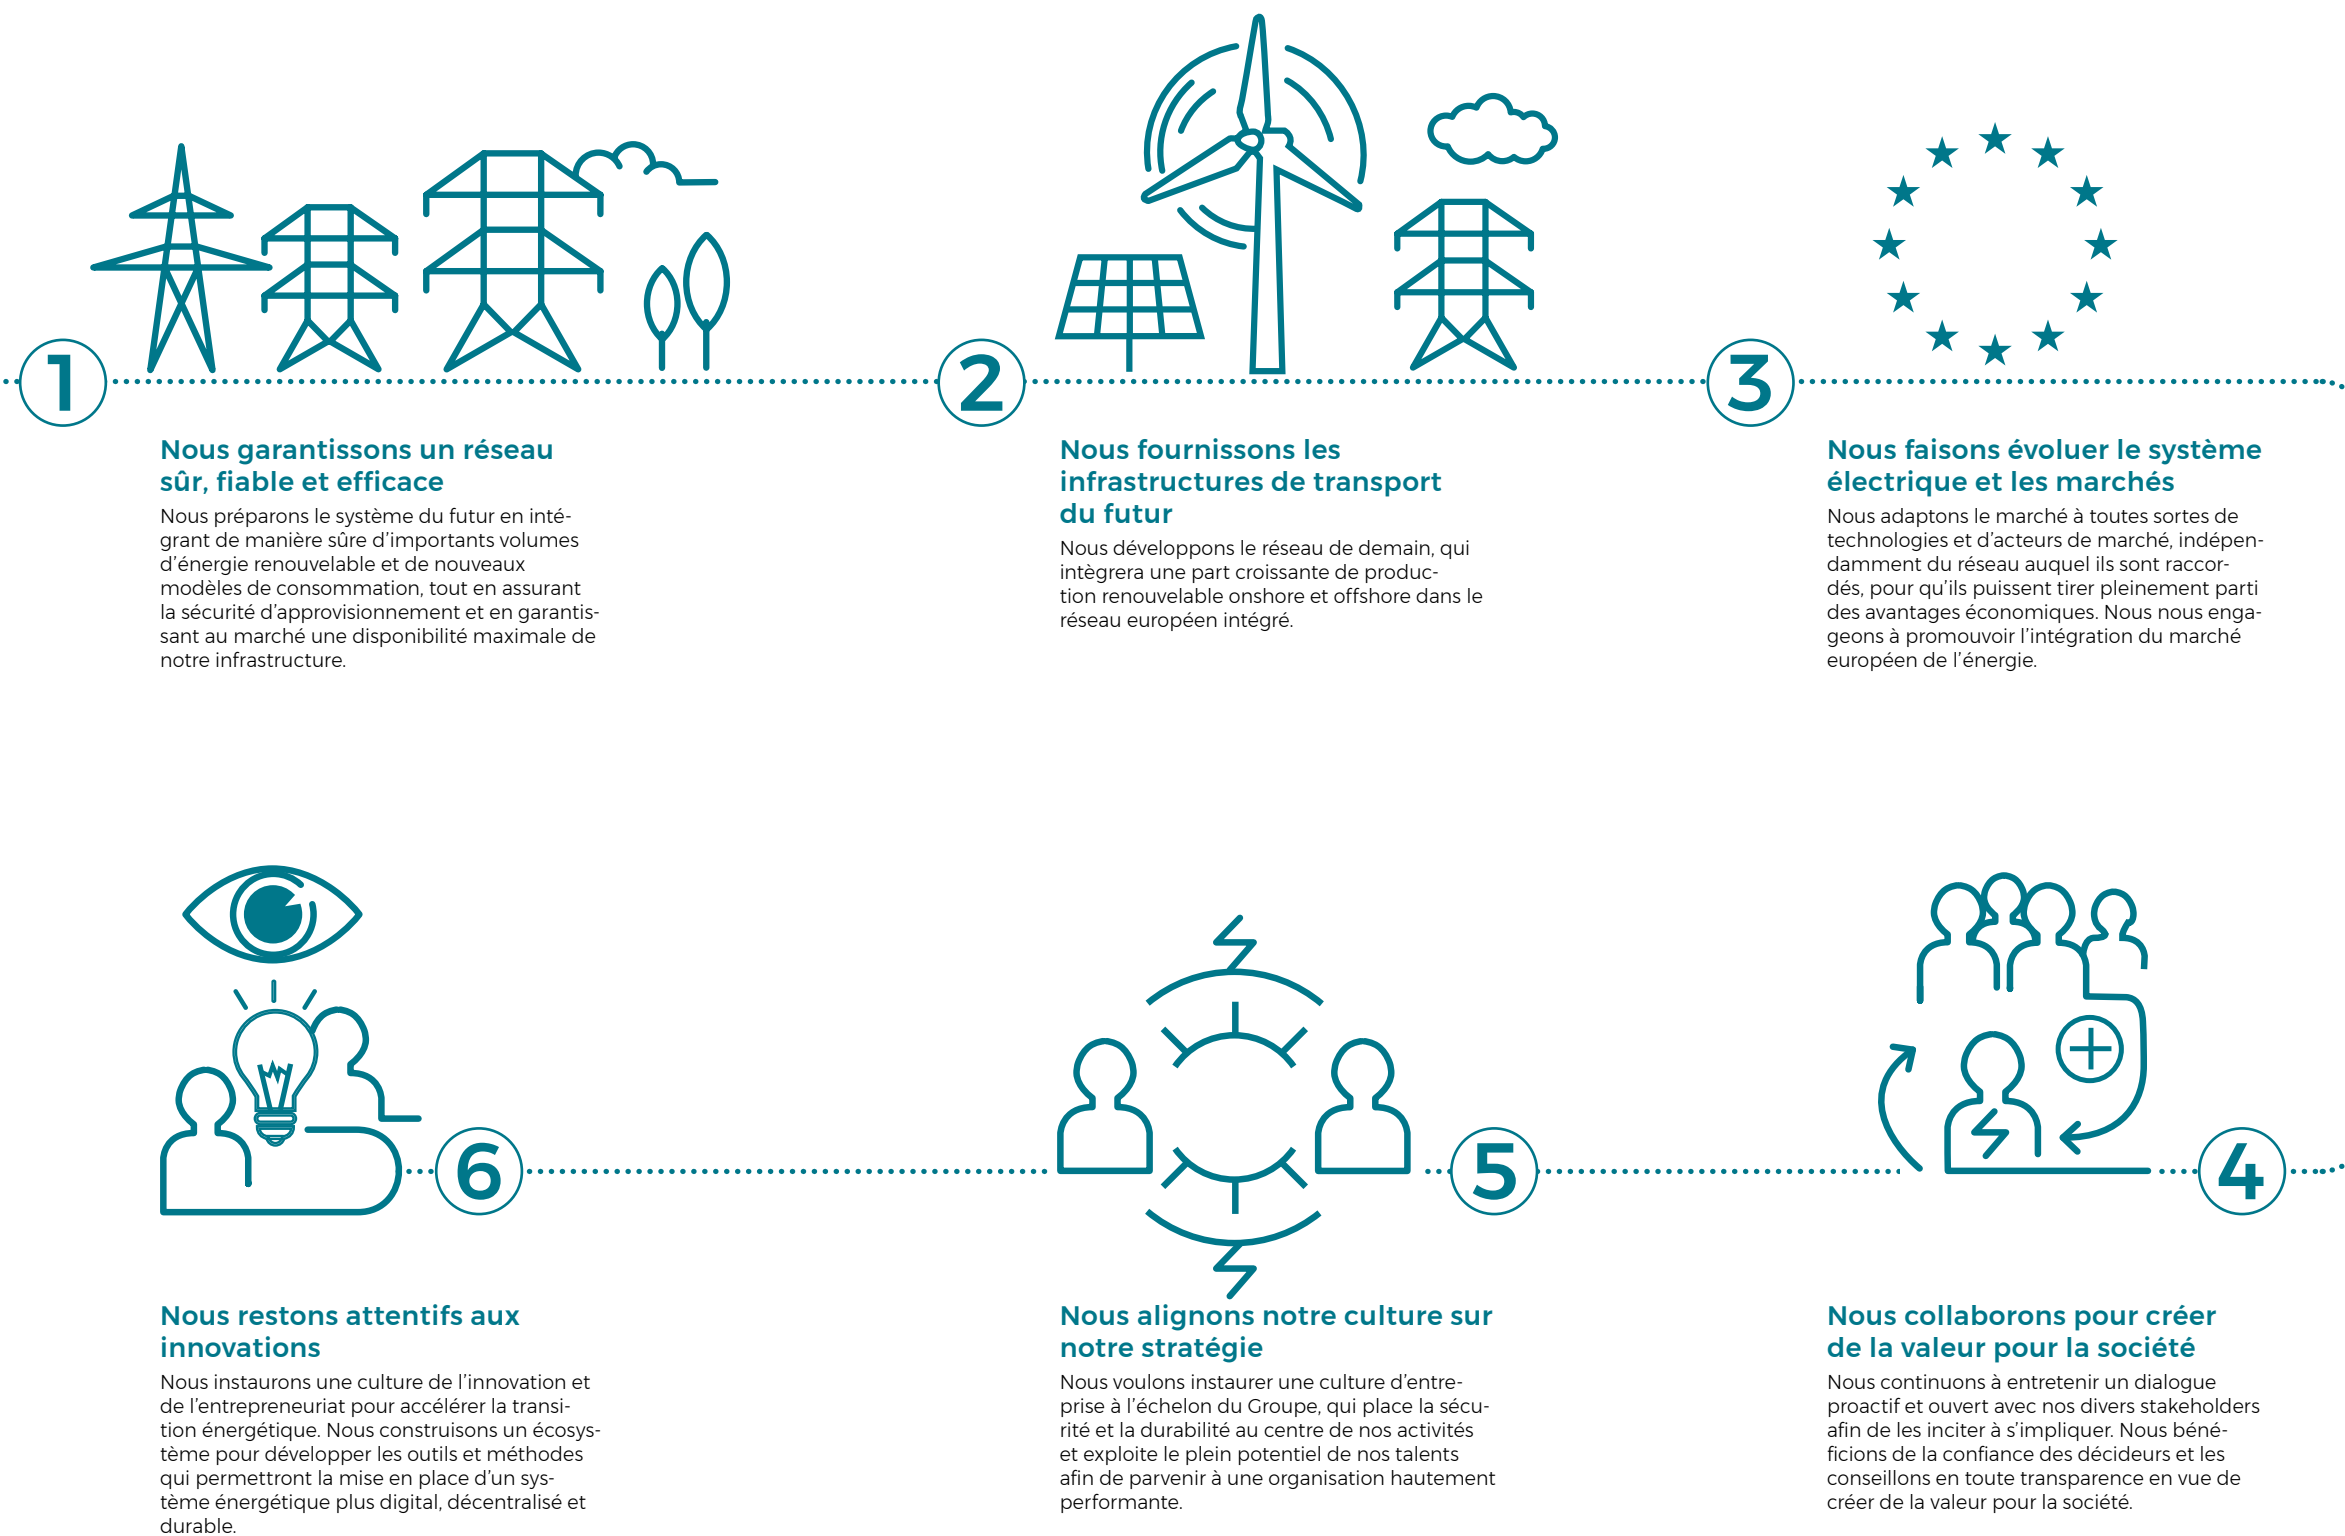 1
Nous garantissons un réseau
sûr, fiable et efficace
Nous préparons le système du futur en inté-
grant de manière sûre d'importants volumes
d'énergie renouvelable et de nouveaux
modèles de consommation, tout en assurant
la sécurité d'approvisionnement et en garantis-
sant au marché une disponibilité maximale de
notre infrastructure.
2
Nous fournissons les
infrastructures de transport
du futur
Nous développons le réseau de demain, qui
intègrera une part croissante de produc-
tion renouvelable onshore et offshore dans le
réseau européen intégré.
3
Nous faisons évoluer le système
électrique et les marchés
Nous adaptons le marché à toutes sortes de
technologies et d'acteurs de marché, indépen-
damment du réseau auquel ils sont raccor-
dés, pour qu'ils puissent tirer pleinement parti
des avantages économiques. Nous nous enga-
geons à promouvoir l'intégration du marché
européen de l'énergie.
4
Nous collaborons pour créer
de la valeur pour la société
Nous continuons à entretenir un dialogue
proactif et ouvert avec nos divers stakeholders
afin de les inciter à s'impliquer. Nous béné-
ficions de la confiance des décideurs et les
conseillons en toute transparence en vue de
créer de la valeur pour la société.
5
Nous alignons notre culture sur
notre stratégie
Nous voulons instaurer une culture d'entre-
prise à l'échelon du Groupe, qui place la sécu-
rité et la durabilité au centre de nos activités
et exploite le plein potentiel de nos talents
afin de parvenir à une organisation hautement
performante.
6
Nous restons attentifs aux
innovations
Nous instaurons une culture de l'innovation et
de l'entrepreneuriat pour accélérer la transi-
tion énergétique. Nous construisons un écosys-
tème pour développer les outils et méthodes
qui permettront la mise en place d'un sys-
tème énergétique plus digital, décentralisé et
durable.